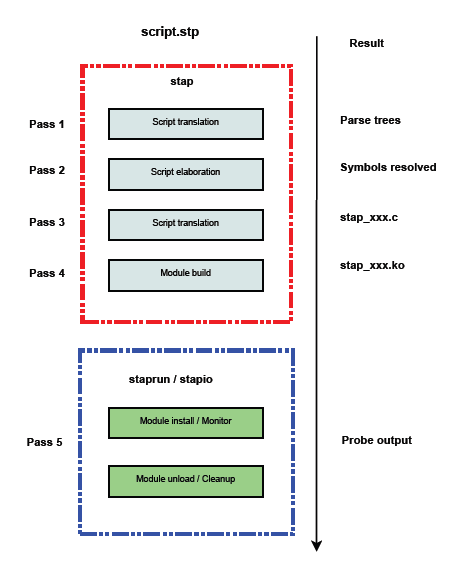 script.stp
Result
stap
Pass 1
Script translation
Parse trees
Pass 2
Script elaboration
Symbols resolved
Pass 3
Script translation
stap_xxx.c
Pass 4
Module build
stap_xxx.ko
staprun / stapio
Module install / Monitor
Pass 5
Probe output
Module unload / Cleanup